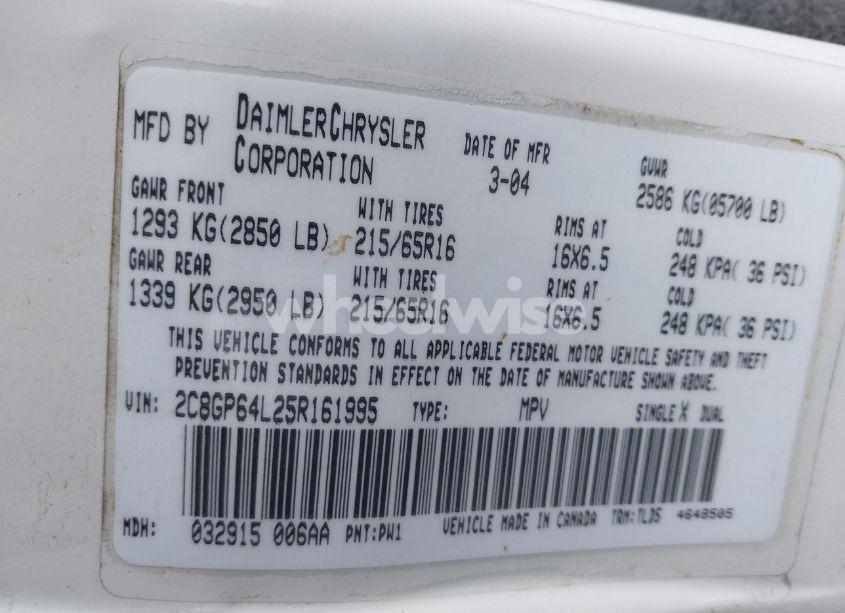 MFD BY DAIMLERCHRYSLER CORPORATION DATE OF MFR 3-04 GVWR 2586 KG(05700 LB)
GAWR FRONT WITH TIRES RIMS AT COLD
1293 KG(2850 LB) 215/65R16 16X6.5 248 KPA( 36 PSI)
GAWR REAR WITH TIRES RIMS AT COLD
1339 KG(2950 LB) 215/65R16 16X6.5 248 KPA( 36 PSI)
wheelwise
THIS VEHICLE CONFORMS TO ALL APPLICABLE FEDERAL MOTOR VEHICLE SAFETY AND THEFT
PREVENTION STANDARDS IN EFFECT ON THE DATE OF MANUFACTURE SHOWN ABOVE.
VIN: 2C8GP64L25R161995 TYPE: MPV SINGLE X DUAL
MDH: 032915 006AA PNT:PW1 VEHICLE MADE IN CANADA TRM:TLDS 4648505